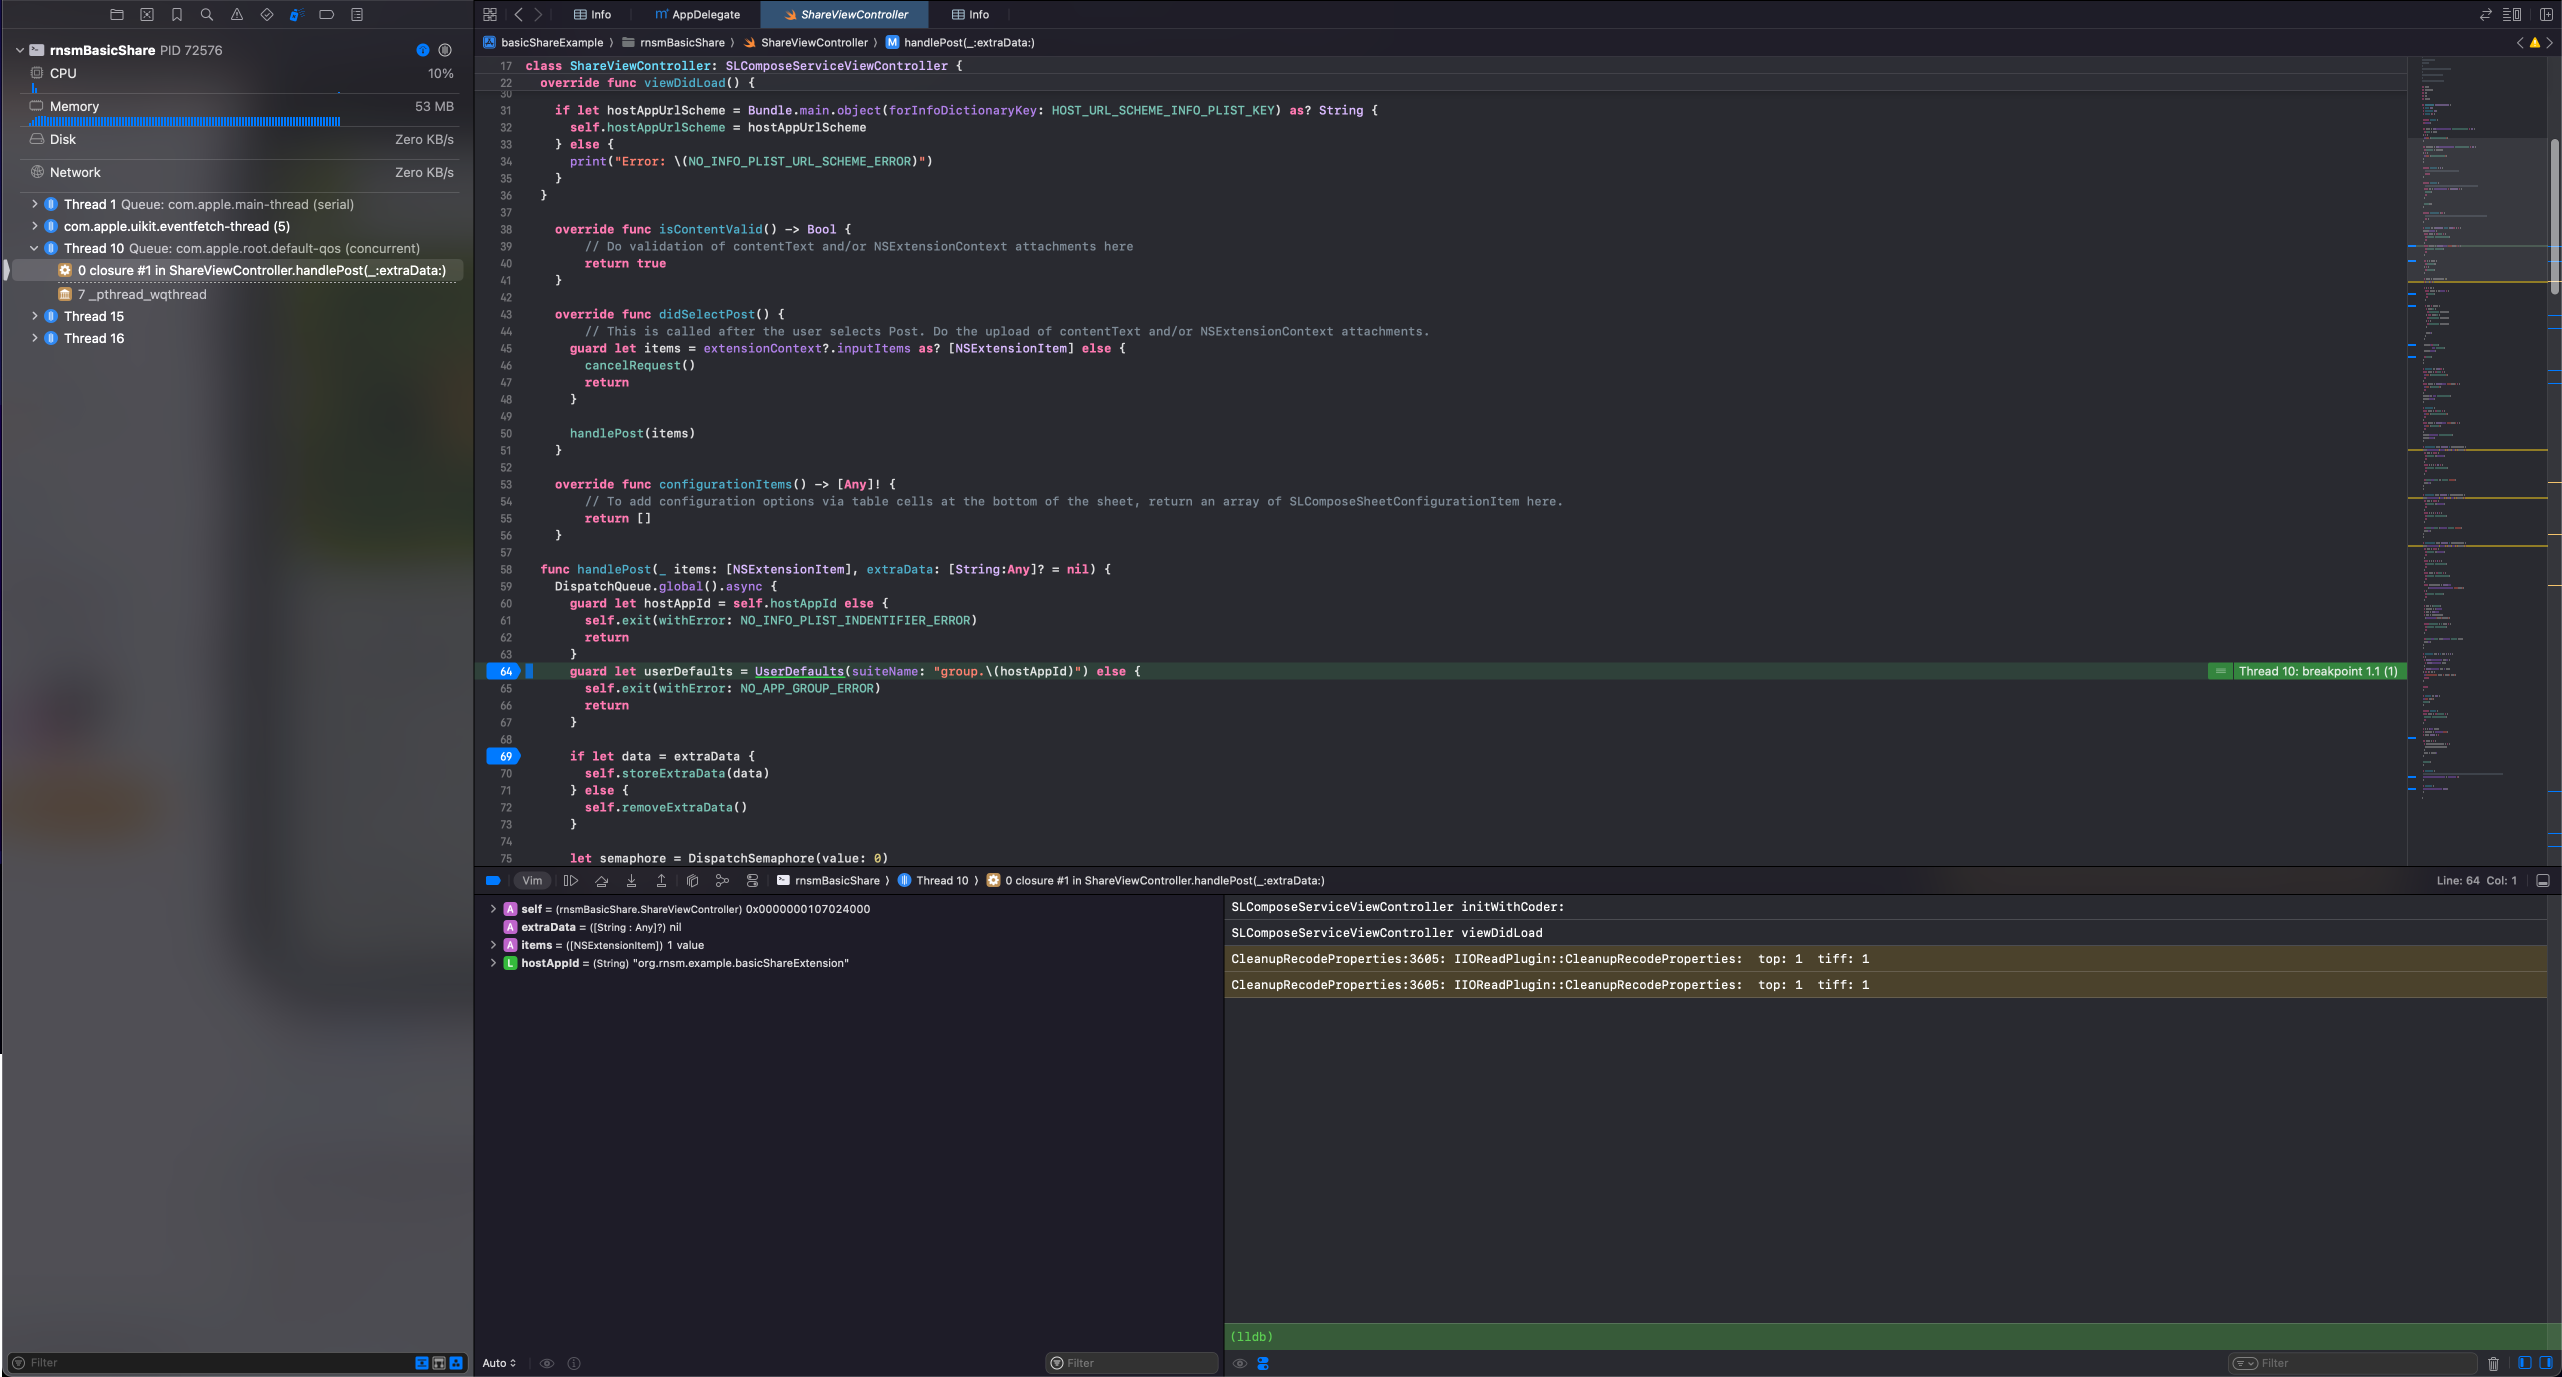 rnsmBasicShare PID 72576
CPU 10%
Memory 53 MB
Disk Zero KB/s
Network Zero KB/s
Thread 1 Queue: com.apple.main-thread (serial)
com.apple.uikit.eventfetch-thread (5)
Thread 10 Queue: com.apple.root.default-qos (concurrent)
0 closure #1 in ShareViewController.handlePost(_:extraData:)
7 _pthread_wqthread
Thread 15
Thread 16
Filter
Info AppDelegate ShareViewController Info
basicShareExample rnsmBasicShare ShareViewController M handlePost(_:extraData:)
17 class ShareViewController: SLComposeServiceViewController {
22 override func viewDidLoad() {
30
31 if let hostAppUrlScheme = Bundle.main.object(forInfoDictionaryKey: HOST_URL_SCHEME_INFO_PLIST_KEY) as? String {
32 self.hostAppUrlScheme = hostAppUrlScheme
33 } else {
34 print("Error: \(NO_INFO_PLIST_URL_SCHEME_ERROR)")
35 }
36 }
37
38 override func isContentValid() -> Bool {
39 // Do validation of contentText and/or NSExtensionContext attachments here
40 return true
41 }
42
43 override func didSelectPost() {
44 // This is called after the user selects Post. Do the upload of contentText and/or NSExtensionContext attachments.
45 guard let items = extensionContext?.inputItems as? [NSExtensionItem] else {
46 cancelRequest()
47 return
48 }
49
50 handlePost(items)
51 }
52
53 override func configurationItems() -> [Any]! {
54 // To add configuration options via table cells at the bottom of the sheet, return an array of SLComposeSheetConfigurationItem here.
55 return []
56 }
57
58 func handlePost(_ items: [NSExtensionItem], extraData: [String:Any]? = nil) {
59 DispatchQueue.global().async {
60 guard let hostAppId = self.hostAppId else {
61 self.exit(withError: NO_INFO_PLIST_INDENTIFIER_ERROR)
62 return
63 }
64 guard let userDefaults = UserDefaults(suiteName: "group.\(hostAppId)") else { Thread 10: breakpoint 1.1 (1)
65 self.exit(withError: NO_APP_GROUP_ERROR)
66 return
67 }
68
69 if let data = extraData {
70 self.storeExtraData(data)
71 } else {
72 self.removeExtraData()
73 }
74
75 let semaphore = DispatchSemaphore(value: 0)
Vim rnsmBasicShare Thread 10 0 closure #1 in ShareViewController.handlePost(_:extraData:) Line: 64 Col: 1
A self = (rnsmBasicShare.ShareViewController) 0x0000000107024000
A extraData = ([String : Any]?) nil
A items = ([NSExtensionItem]) 1 value
L hostAppId = (String) "org.rnsm.example.basicShareExtension"
Auto Filter
SLComposeServiceViewController initWithCoder:
SLComposeServiceViewController viewDidLoad
CleanupRecodeProperties:3605: IIOReadPlugin::CleanupRecodeProperties: top: 1 tiff: 1
CleanupRecodeProperties:3605: IIOReadPlugin::CleanupRecodeProperties: top: 1 tiff: 1
(lldb)
Filter